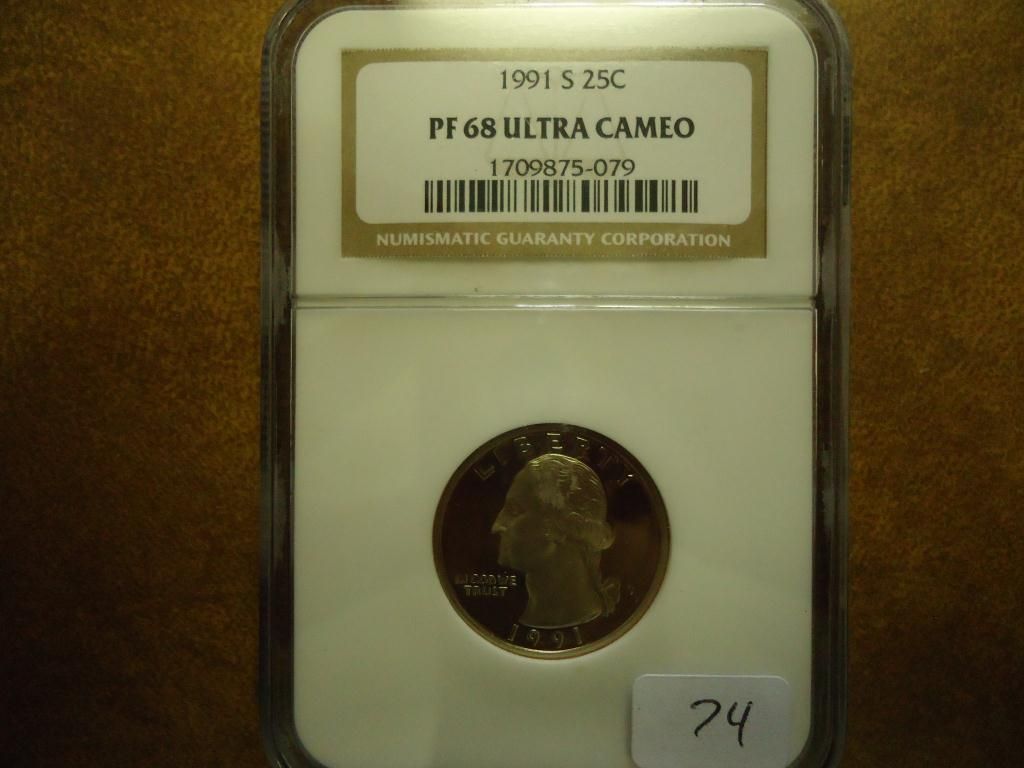 1991 S 25C
PF 68 ULTRA CAMEO
1709875-079
NUMISMATIC GUARANTY CORPORATION
LIBERTY
IN GOD WE
TRUST
1991
74